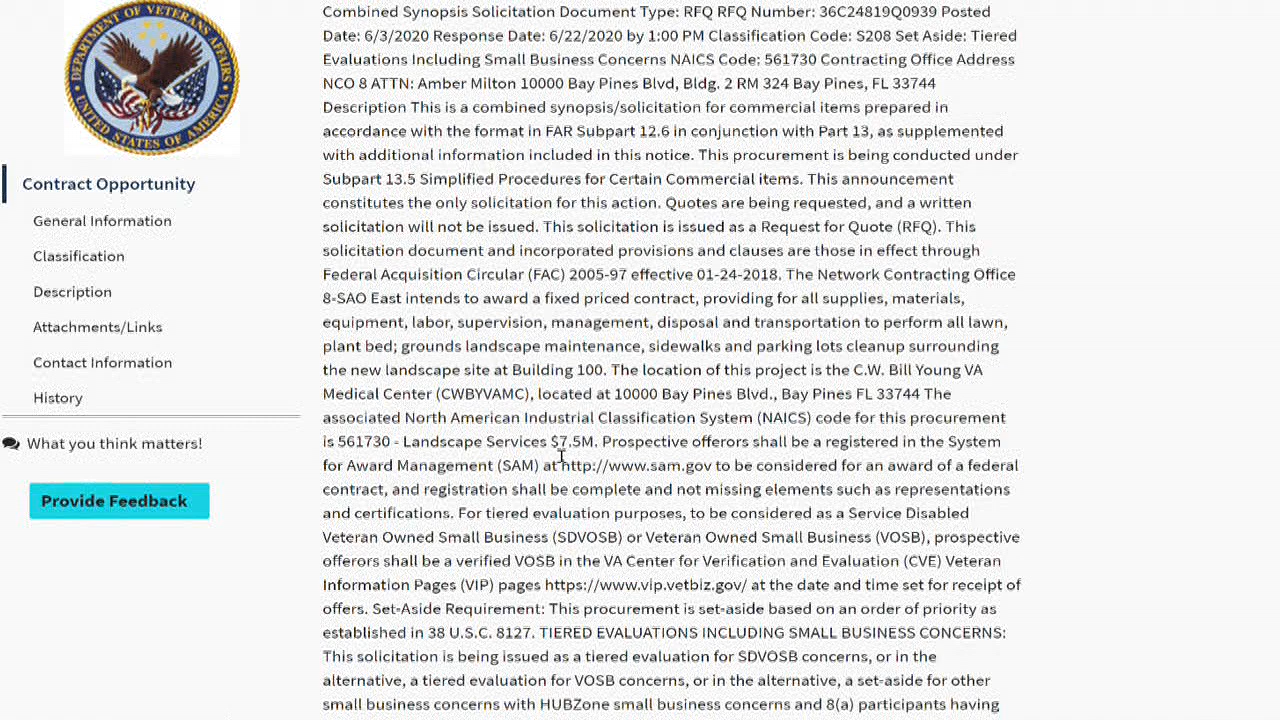 DEPARTMENT OF VETERANS AFFAIRS
UNITED STATES OF AMERICA
Contract Opportunity
General Information
Classification
Description
Attachments/Links
Contact Information
History
What you think matters!
Provide Feedback
Combined Synopsis Solicitation Document Type: RFQ RFQ Number: 36C24819Q0939 Posted
Date: 6/3/2020 Response Date: 6/22/2020 by 1:00 PM Classification Code: S208 Set Aside: Tiered
Evaluations Including Small Business Concerns NAICS Code: 561730 Contracting Office Address
NCO 8 ATTN: Amber Milton 10000 Bay Pines Blvd, Bldg. 2 RM 324 Bay Pines, FL 33744
Description This is a combined synopsis/solicitation for commercial items prepared in
accordance with the format in FAR Subpart 12.6 in conjunction with Part 13, as supplemented
with additional information included in this notice. This procurement is being conducted under
Subpart 13.5 Simplified Procedures for Certain Commercial items. This announcement
constitutes the only solicitation for this action. Quotes are being requested, and a written
solicitation will not be issued. This solicitation is issued as a Request for Quote (RFQ). This
solicitation document and incorporated provisions and clauses are those in effect through
Federal Acquisition Circular (FAC) 2005-97 effective 01-24-2018. The Network Contracting Office
8-SAO East intends to award a fixed priced contract, providing for all supplies, materials,
equipment, labor, supervision, management, disposal and transportation to perform all lawn,
plant bed; grounds landscape maintenance, sidewalks and parking lots cleanup surrounding
the new landscape site at Building 100. The location of this project is the C.W. Bill Young VA
Medical Center (CWBYVAMC), located at 10000 Bay Pines Blvd., Bay Pines FL 33744 The
associated North American Industrial Classification System (NAICS) code for this procurement
is 561730 - Landscape Services $7.5M. Prospective offerors shall be a registered in the System
for Award Management (SAM) at http://www.sam.gov to be considered for an award of a federal
contract, and registration shall be complete and not missing elements such as representations
and certifications. For tiered evaluation purposes, to be considered as a Service Disabled
Veteran Owned Small Business (SDVOSB) or Veteran Owned Small Business (VOSB), prospective
offerors shall be a verified VOSB in the VA Center for Verification and Evaluation (CVE) Veteran
Information Pages (VIP) pages https://www.vip.vetbiz.gov/ at the date and time set for receipt of
offers. Set-Aside Requirement: This procurement is set-aside based on an order of priority as
established in 38 U.S.C. 8127. TIERED EVALUATIONS INCLUDING SMALL BUSINESS CONCERNS:
This solicitation is being issued as a tiered evaluation for SDVOSB concerns, or in the
alternative, a tiered evaluation for VOSB concerns, or in the alternative, a set-aside for other
small business concerns with HUBZone small business concerns and 8(a) participants having